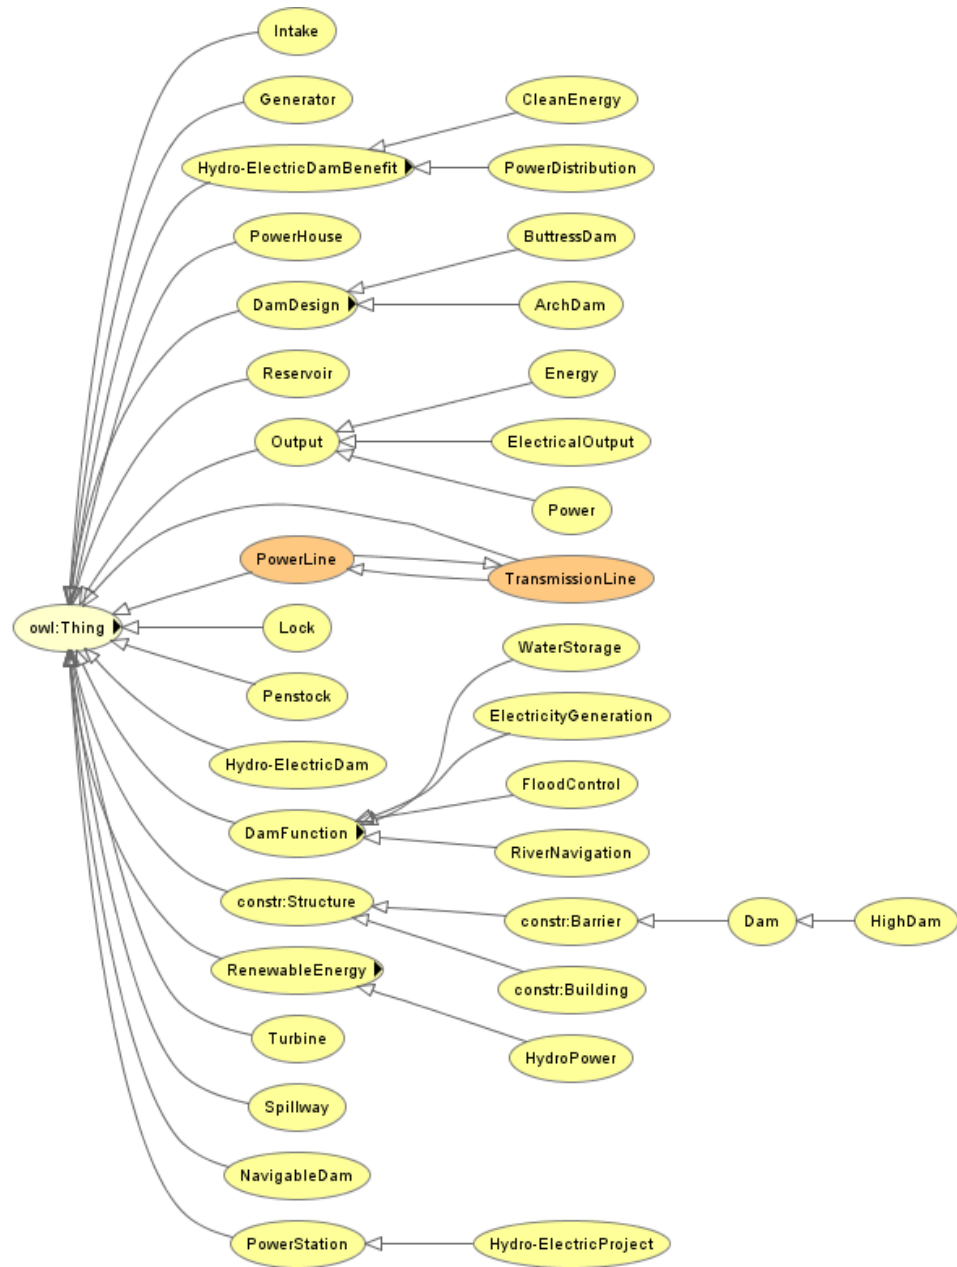 Intake
Generator
CleanEnergy
Hydro-ElectricDamBenefit
PowerDistribution
PowerHouse
ButtressDam
DamDesign
ArchDam
Reservoir
Energy
Output
ElectricalOutput
Power
PowerLine
TransmissionLine
owl:Thing
Lock
WaterStorage
Penstock
ElectricityGeneration
Hydro-ElectricDam
FloodControl
DamFunction
RiverNavigation
constr:Structure
constr:Barrier
Dam
HighDam
RenewableEnergy
constr:Building
Turbine
HydroPower
Spillway
NavigableDam
PowerStation
Hydro-ElectricProject